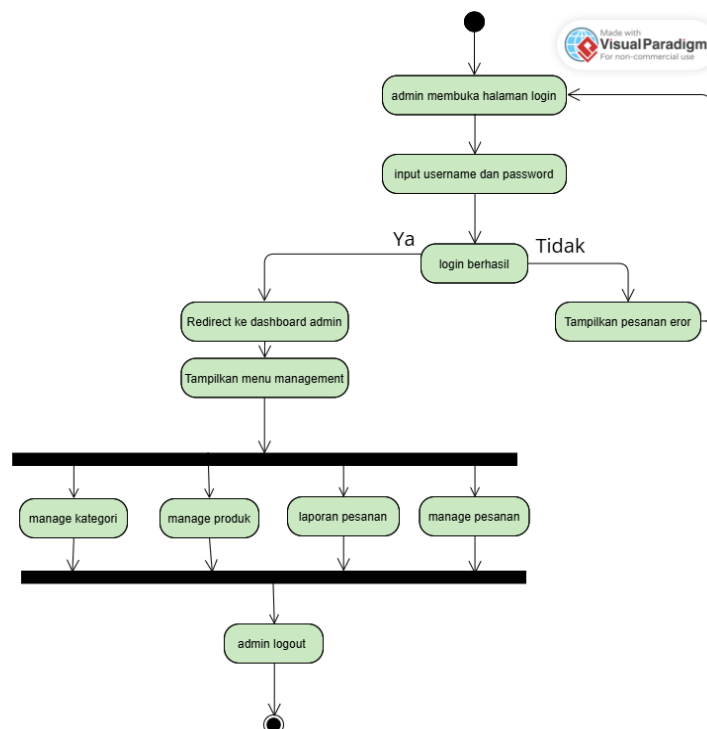 Made with
VisualParadigm
For non-commercial use
admin membuka halaman login
input username dan password
Ya
login berhasil
Tidak
Redirect ke dashboard admin
Tampilkan pesanan eror
Tampilkan menu management
manage kategori
manage produk
laporan pesanan
manage pesanan
admin logout